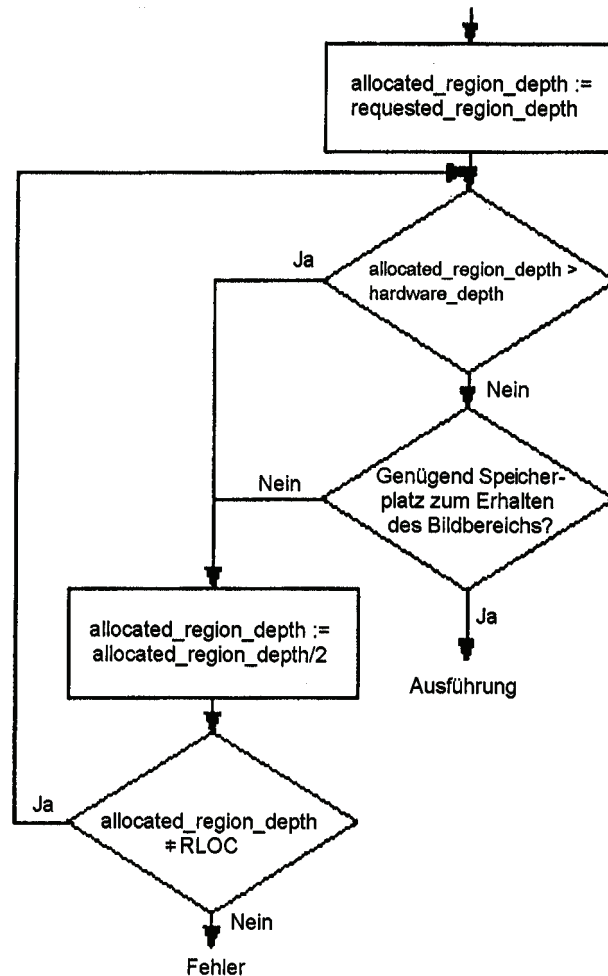 allocated_region_depth :=
requested_region_depth
Ja
allocated_region_depth >
hardware_depth
Nein
Nein
Genügend Speicher-
platz zum Erhalten
des Bildbereichs?
Ja
Ausführung
allocated_region_depth :=
allocated_region_depth/2
Ja
allocated_region_depth
≠RLOC
Nein
Fehler